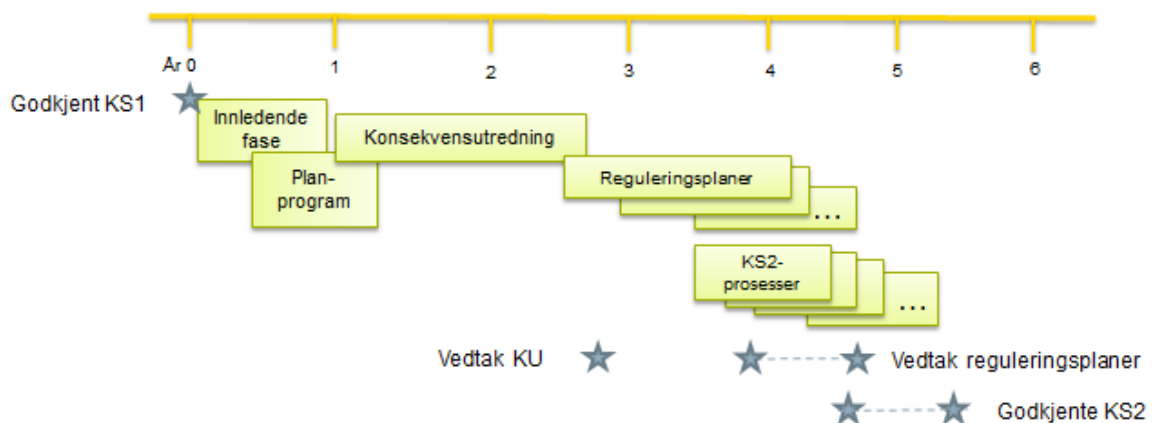 År 0
1
2
3
4
5
6
Godkjent KS1
Innledende
fase
Konsekvensutredning
Plan-
program
Reguleringsplaner
...
KS2-
prosesser
...
Vedtak KU
Vedtak reguleringsplaner
Godkjente KS2